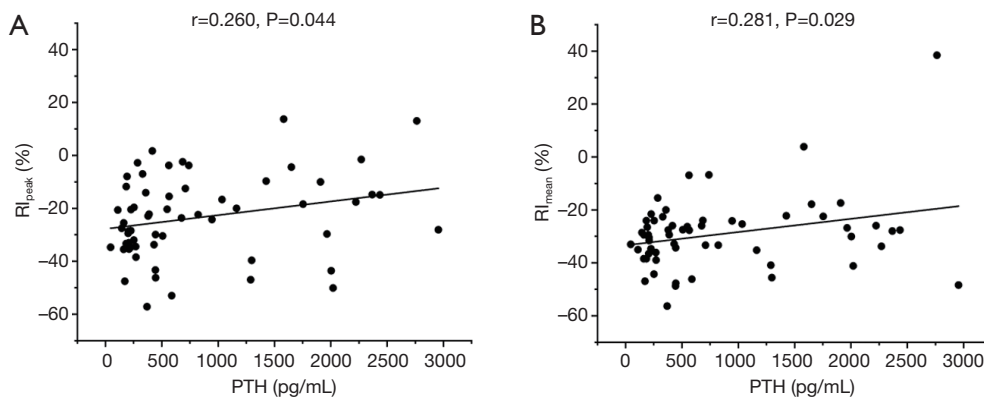 A
r=0.260, P=0.044
RIpeak (%)
40
20
0
−20
−40
−60
0 500 1000 1500 2000 2500 3000
PTH (pg/mL)
B
r=0.281, P=0.029
RImean (%)
40
20
0
−20
−40
−60
0 500 1000 1500 2000 2500 3000
PTH (pg/mL)